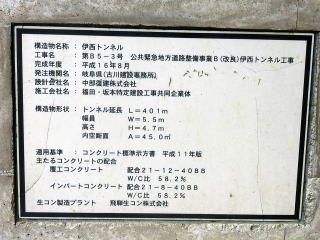 構造物名称：伊西トンネル
工事名：第B5－3号 公共緊急地方道路整備事業B（改良）伊西トンネル工事
完成年度：平成16年8月
発注機関名：岐阜県（古川建設事務所）
設計会社名：中部復建株式会社
施工会社名：福田・坂本特定建設工事共同企業体
構造物形状：トンネル延長 L＝401m
幅員 W＝5.5m
高さ H＝4.7m
内空断面 A＝45.0㎡
適用基準：コンクリート標準示方書 平成11年版
主たるコンクリートの配合
覆工コンクリート 配合21－12－40BB
W/C比 58.2%
インバートコンクリート 配合21－8－40BB
W/C比 58.2%
生コン製造プラント 飛騨生コン株式会社